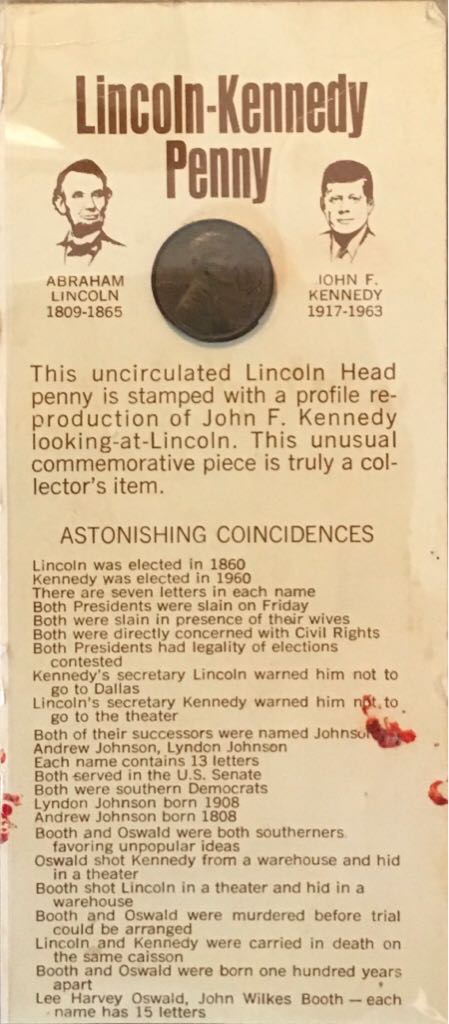 Lincoln-Kennedy
Penny
ABRAHAM
LINCOLN
1809-1865
JOHN F.
KENNEDY
1917-1963
This uncirculated Lincoln Head
penny is stamped with a profile re-
production of John F. Kennedy
looking-at-Lincoln. This unusual
commemorative piece is truly a col-
lector's item.
ASTONISHING COINCIDENCES
Lincoln was elected in 1860
Kennedy was elected in 1960
There are seven letters in each name
Both Presidents were slain on Friday
Both were slain in presence of their wives
Both were directly concerned with Civil Rights
Both Presidents had legality of elections
contested
Kennedy's secretary Lincoln warned him not to
go to Dallas
Lincoln's secretary Kennedy warned him not to
go to the theater
Both of their successors were named Johnson
Andrew Johnson, Lyndon Johnson
Each name contains 13 letters
Both served in the U.S. Senate
Both were southern Democrats
Lyndon Johnson born 1908
Andrew Johnson born 1808
Booth and Oswald were both southerners
favoring unpopular ideas
Oswald shot Kennedy from a warehouse and hid
in a theater
Booth shot Lincoln in a theater and hid in a
warehouse
Booth and Oswald were murdered before trial
could be arranged
Lincoln and Kennedy were carried in death on
the same caisson
Booth and Oswald were born one hundred years
apart
Lee Harvey Oswald, John Wilkes Booth — each
name has 15 letters